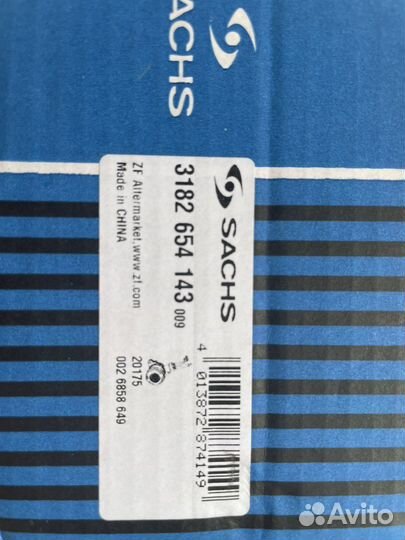 SACHS
SACHS
3182 654 143 009
ZF Aftermarket.www.zf.com
Made in CHINA
4 013872 874149
20175
002 6858 649
Avito